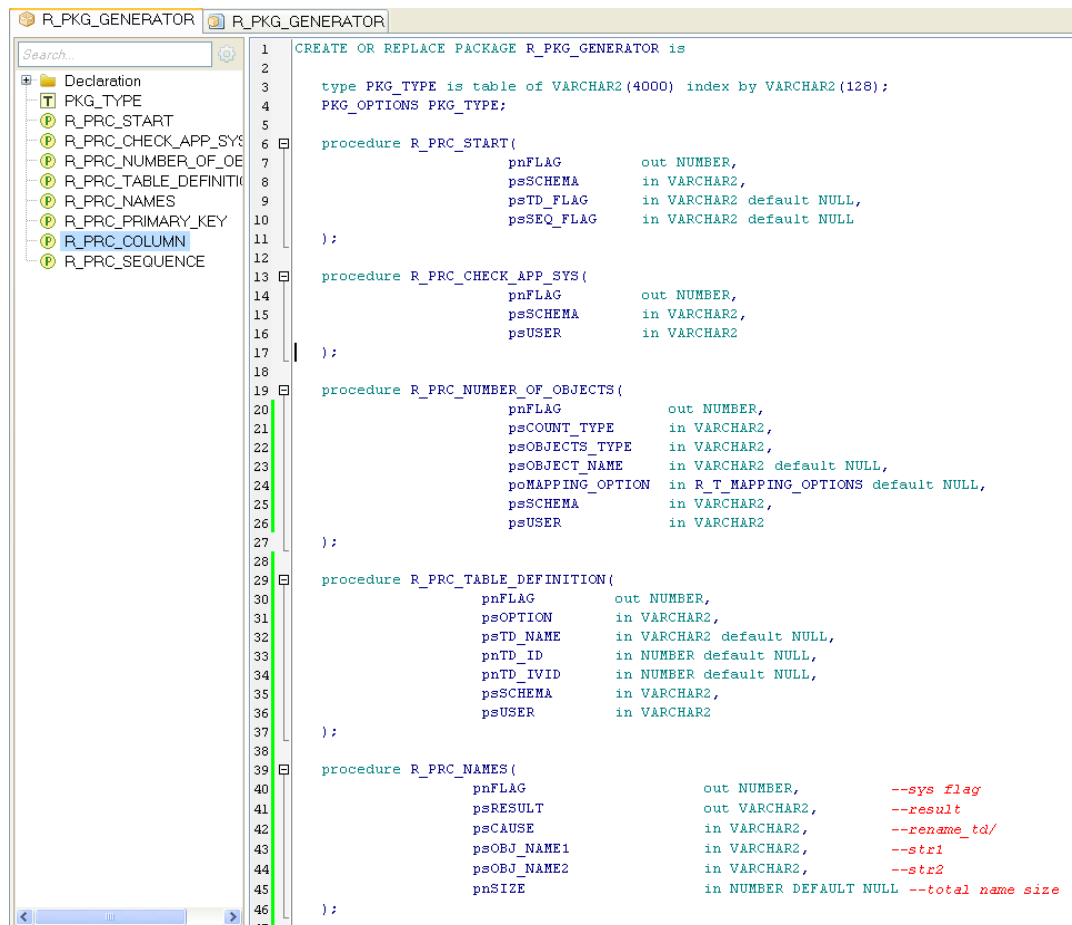 R_PKG_GENERATOR R_PKG_GENERATOR
Search...
Declaration
T PKG_TYPE
P R_PRC_START
P R_PRC_CHECK_APP_SYS
P R_PRC_NUMBER_OF_OE
P R_PRC_TABLE_DEFINITI
P R_PRC_NAMES
P R_PRC_PRIMARY_KEY
P R_PRC_COLUMN
P R_PRC_SEQUENCE
1 CREATE OR REPLACE PACKAGE R_PKG_GENERATOR is
2
3 type PKG_TYPE is table of VARCHAR2(4000) index by VARCHAR2(128);
4 PKG_OPTIONS PKG_TYPE;
5
6 procedure R_PRC_START(
7 pnFLAG out NUMBER,
8 psSCHEMA in VARCHAR2,
9 psTD_FLAG in VARCHAR2 default NULL,
10 psSEQ_FLAG in VARCHAR2 default NULL
11 );
12
13 procedure R_PRC_CHECK_APP_SYS(
14 pnFLAG out NUMBER,
15 psSCHEMA in VARCHAR2,
16 psUSER in VARCHAR2
17 );
18
19 procedure R_PRC_NUMBER_OF_OBJECTS(
20 pnFLAG out NUMBER,
21 psCOUNT_TYPE in VARCHAR2,
22 psOBJECTS_TYPE in VARCHAR2,
23 psOBJECT_NAME in VARCHAR2 default NULL,
24 poMAPPING_OPTION in R_T_MAPPING_OPTIONS default NULL,
25 psSCHEMA in VARCHAR2,
26 psUSER in VARCHAR2
27 );
28
29 procedure R_PRC_TABLE_DEFINITION(
30 pnFLAG out NUMBER,
31 psOPTION in VARCHAR2,
32 psTD_NAME in VARCHAR2 default NULL,
33 pnTD_ID in NUMBER default NULL,
34 pnTD_IVID in NUMBER default NULL,
35 psSCHEMA in VARCHAR2,
36 psUSER in VARCHAR2
37 );
38
39 procedure R_PRC_NAMES(
40 pnFLAG out NUMBER, --sys flag
41 psRESULT out VARCHAR2, --result
42 psCAUSE in VARCHAR2, --rename_td/
43 psOBJ_NAME1 in VARCHAR2, --str1
44 psOBJ_NAME2 in VARCHAR2, --str2
45 pnSIZE in NUMBER DEFAULT NULL --total name size
46 );